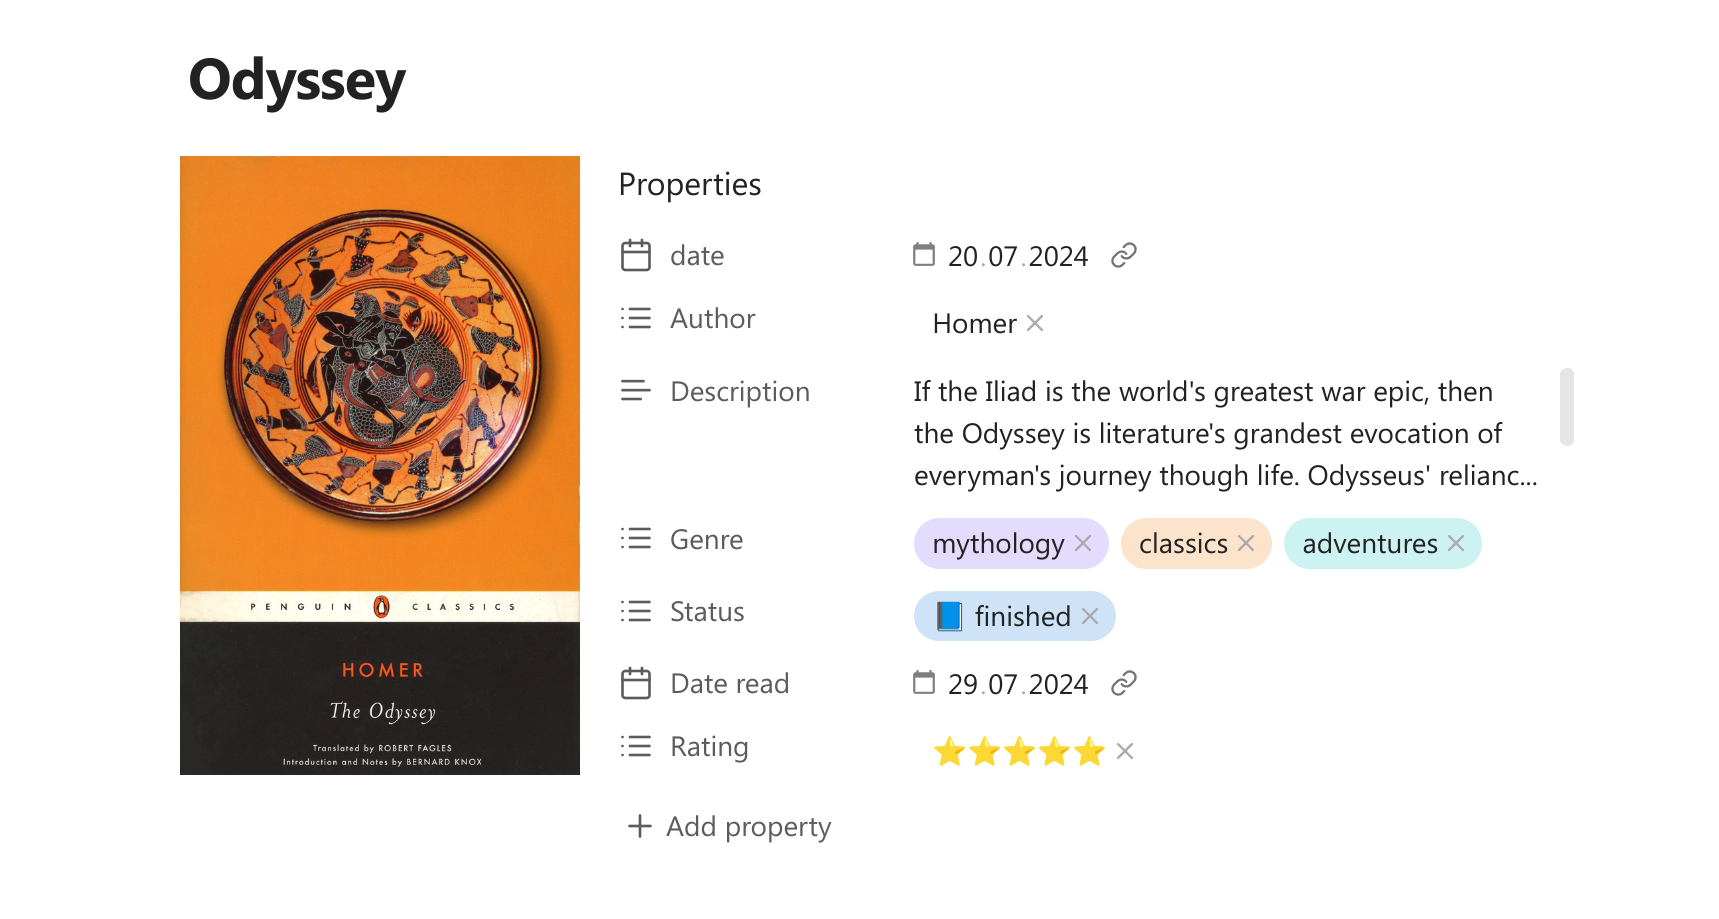 Odyssey
Properties
date 20.07.2024
Author Homer
Description If the Iliad is the world's greatest war epic, then
the Odyssey is literature's grandest evocation of
everyman's journey though life. Odysseus' relianc...
Genre mythology classics adventures
Status finished
Date read 29.07.2024
Rating
Add property
PENGUIN CLASSICS
HOMER
The Odyssey
Translated by ROBERT FAGLES
Introduction and Notes by BERNARD KNOX